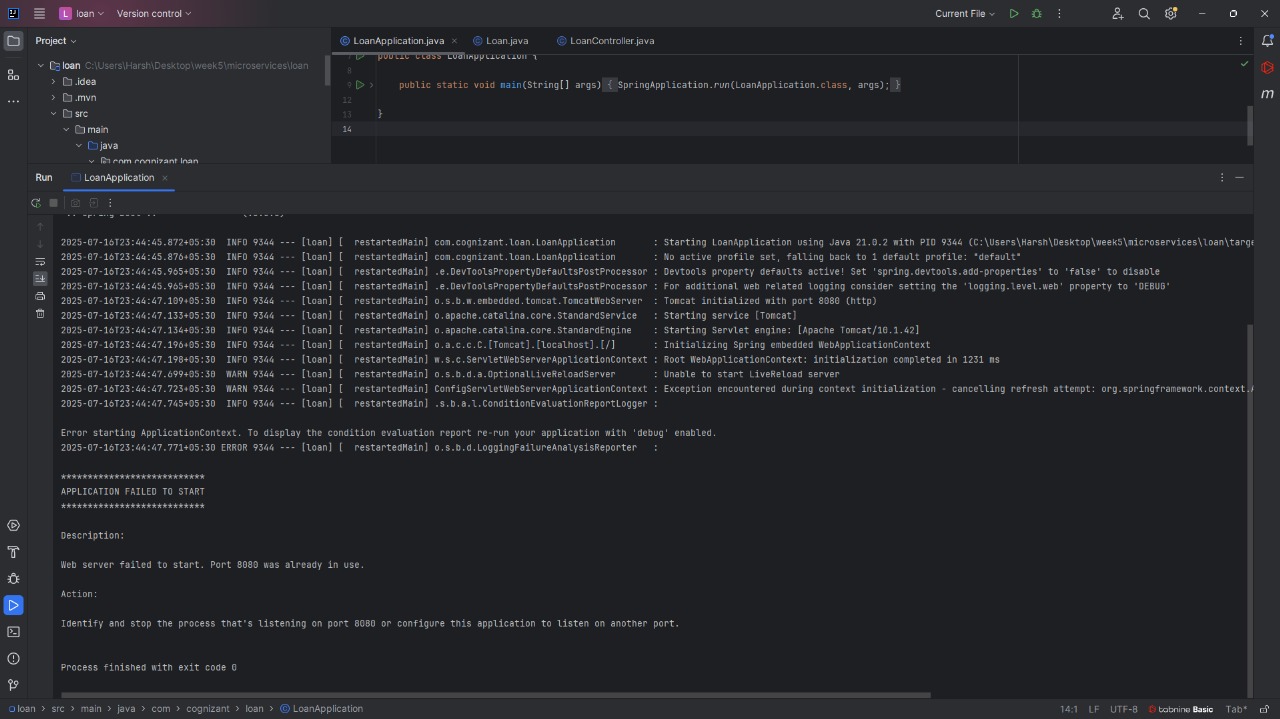 L loan Version control Current File
Project
LoanApplication.java Loan.java LoanController.java
loan C:\Users\Harsh\Desktop\week5\microservices\loan
.idea
.mvn
src
main
java
com.cognizant.loan
public class LoanApplication {
8
9 public static void main(String[] args) { SpringApplication.run(LoanApplication.class, args); }
12
13 }
14
Run LoanApplication
2025-07-16T23:44:45.872+05:30  INFO 9344 --- [loan] [  restartedMain] com.cognizant.loan.LoanApplication       : Starting LoanApplication using Java 21.0.2 with PID 9344 (C:\Users\Harsh\Desktop\week5\microservices\loan\targe
2025-07-16T23:44:45.876+05:30  INFO 9344 --- [loan] [  restartedMain] com.cognizant.loan.LoanApplication       : No active profile set, falling back to 1 default profile: "default"
2025-07-16T23:44:45.965+05:30  INFO 9344 --- [loan] [  restartedMain] .e.DevToolsPropertyDefaultsPostProcessor : Devtools property defaults active! Set 'spring.devtools.add-properties' to 'false' to disable
2025-07-16T23:44:45.965+05:30  INFO 9344 --- [loan] [  restartedMain] .e.DevToolsPropertyDefaultsPostProcessor : For additional web related logging consider setting the 'logging.level.web' property to 'DEBUG'
2025-07-16T23:44:47.109+05:30  INFO 9344 --- [loan] [  restartedMain] o.s.b.w.embedded.tomcat.TomcatWebServer  : Tomcat initialized with port 8080 (http)
2025-07-16T23:44:47.133+05:30  INFO 9344 --- [loan] [  restartedMain] o.apache.catalina.core.StandardService   : Starting service [Tomcat]
2025-07-16T23:44:47.134+05:30  INFO 9344 --- [loan] [  restartedMain] o.apache.catalina.core.StandardEngine    : Starting Servlet engine: [Apache Tomcat/10.1.42]
2025-07-16T23:44:47.196+05:30  INFO 9344 --- [loan] [  restartedMain] o.a.c.c.C.[Tomcat].[localhost].[/]       : Initializing Spring embedded WebApplicationContext
2025-07-16T23:44:47.198+05:30  INFO 9344 --- [loan] [  restartedMain] w.s.c.ServletWebServerApplicationContext : Root WebApplicationContext: initialization completed in 1231 ms
2025-07-16T23:44:47.699+05:30  WARN 9344 --- [loan] [  restartedMain] o.s.b.d.a.OptionalLiveReloadServer       : Unable to start LiveReload server
2025-07-16T23:44:47.723+05:30  WARN 9344 --- [loan] [  restartedMain] ConfigServletWebServerApplicationContext : Exception encountered during context initialization - cancelling refresh attempt: org.springframework.context.A
2025-07-16T23:44:47.745+05:30  INFO 9344 --- [loan] [  restartedMain] .s.b.a.l.ConditionEvaluationReportLogger :
Error starting ApplicationContext. To display the condition evaluation report re-run your application with 'debug' enabled.
2025-07-16T23:44:47.771+05:30 ERROR 9344 --- [loan] [  restartedMain] o.s.b.d.LoggingFailureAnalysisReporter   :
***************************
APPLICATION FAILED TO START
***************************
Description:
Web server failed to start. Port 8080 was already in use.
Action:
Identify and stop the process that's listening on port 8080 or configure this application to listen on another port.
Process finished with exit code 0
loan > src > main > java > com > cognizant > loan > LoanApplication 14:1 LF UTF-8 tabnine Basic Tab*